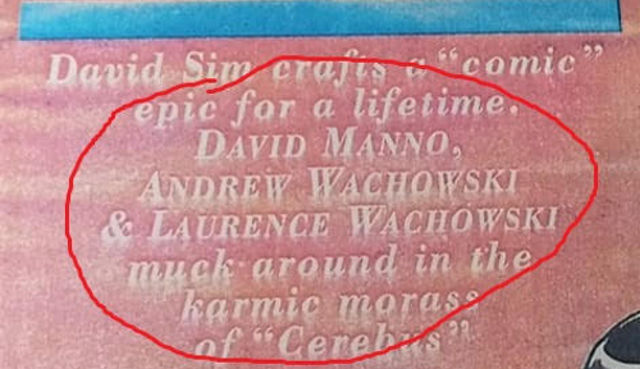 David Sim crafts a “comic”
epic for a lifetime.
DAVID MANNO,
ANDREW WACHOWSKI
& LAURENCE WACHOWSKI
muck around in the
karmic morass
of “Cerebus”